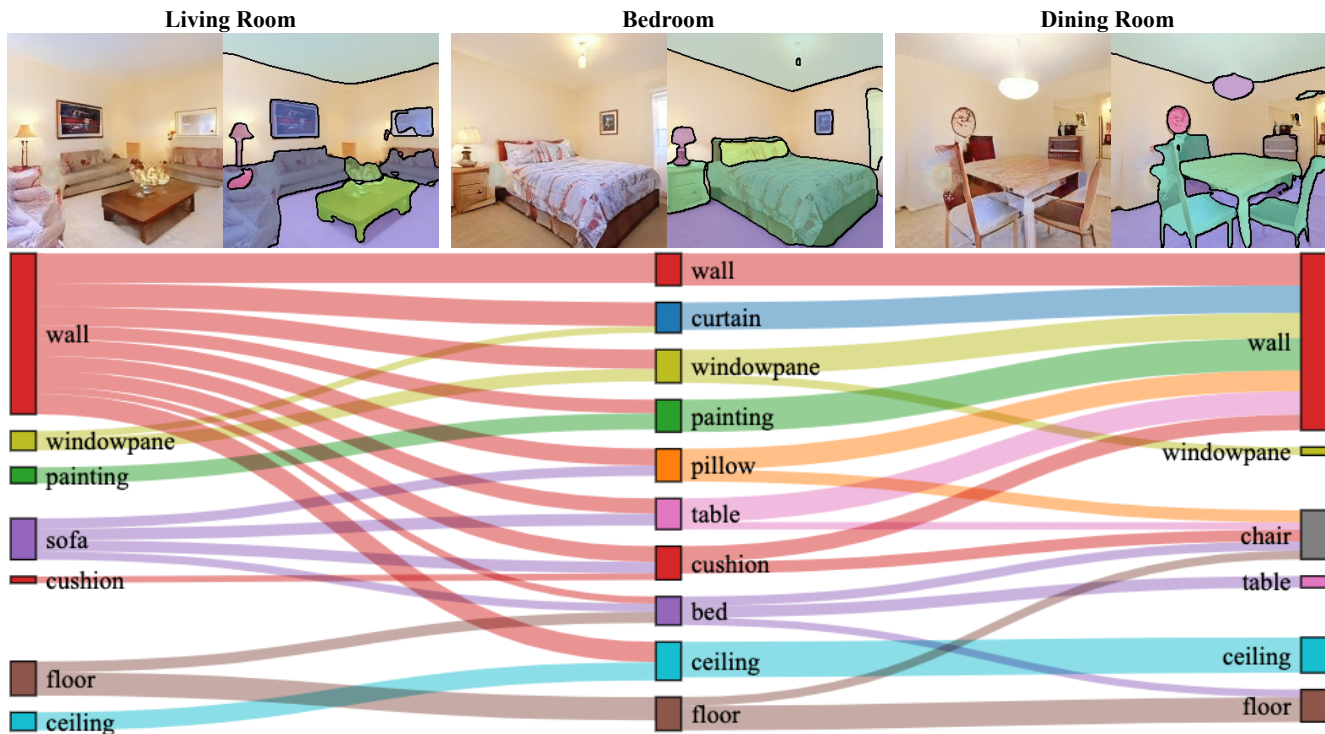 Living Room
Bedroom
Dining Room
wall
windowpane
painting
sofa
cushion
floor
ceiling
wall
curtain
windowpane
painting
pillow
table
cushion
bed
ceiling
floor
wall
windowpane
chair
table
ceiling
floor